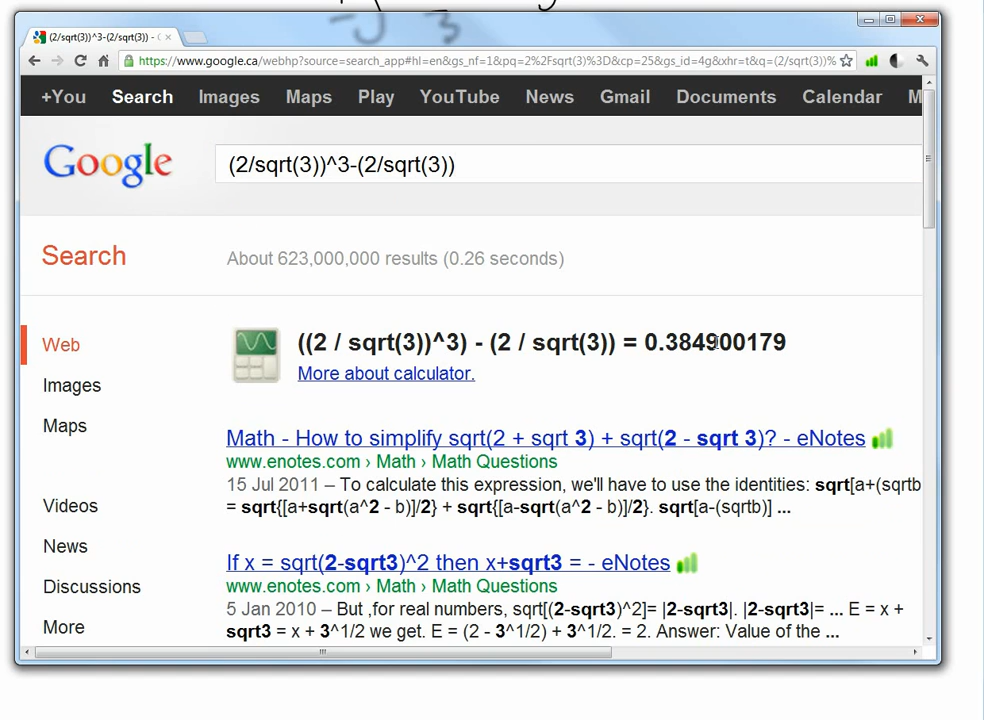 (2/sqrt(3))^3-(2/sqrt(3)) - G
https://www.google.ca/webhp?source=search_app#hl=en&gs_nf=1&pq=2%2Fsqrt(3)%3D&cp=25&gs_id=4g&xhr=t&q=(2/sqrt(3))%
+You Search Images Maps Play YouTube News Gmail Documents Calendar M
Google
(2/sqrt(3))^3-(2/sqrt(3))
Search
About 623,000,000 results (0.26 seconds)
Web
((2 / sqrt(3))^3) - (2 / sqrt(3)) = 0.384900179
More about calculator.
Images
Maps
Videos
News
Discussions
More
Math - How to simplify sqrt(2 + sqrt 3) + sqrt(2 - sqrt 3)? - eNotes
www.enotes.com › Math › Math Questions
15 Jul 2011 – To calculate this expression, we'll have to use the identities: sqrt[a+(sqrtb
= sqrt{[a+sqrt(a^2 - b)]/2} + sqrt{[a-sqrt(a^2 - b)]/2}. sqrt[a-(sqrtb)] ...
If x = sqrt(2-sqrt3)^2 then x+sqrt3 = - eNotes
www.enotes.com › Math › Math Questions
5 Jan 2010 – But ,for real numbers, sqrt[(2-sqrt3)^2]= |2-sqrt3|. |2-sqrt3|= ... E = x +
sqrt3 = x + 3^1/2 we get. E = (2 - 3^1/2) + 3^1/2. = 2. Answer: Value of the ...